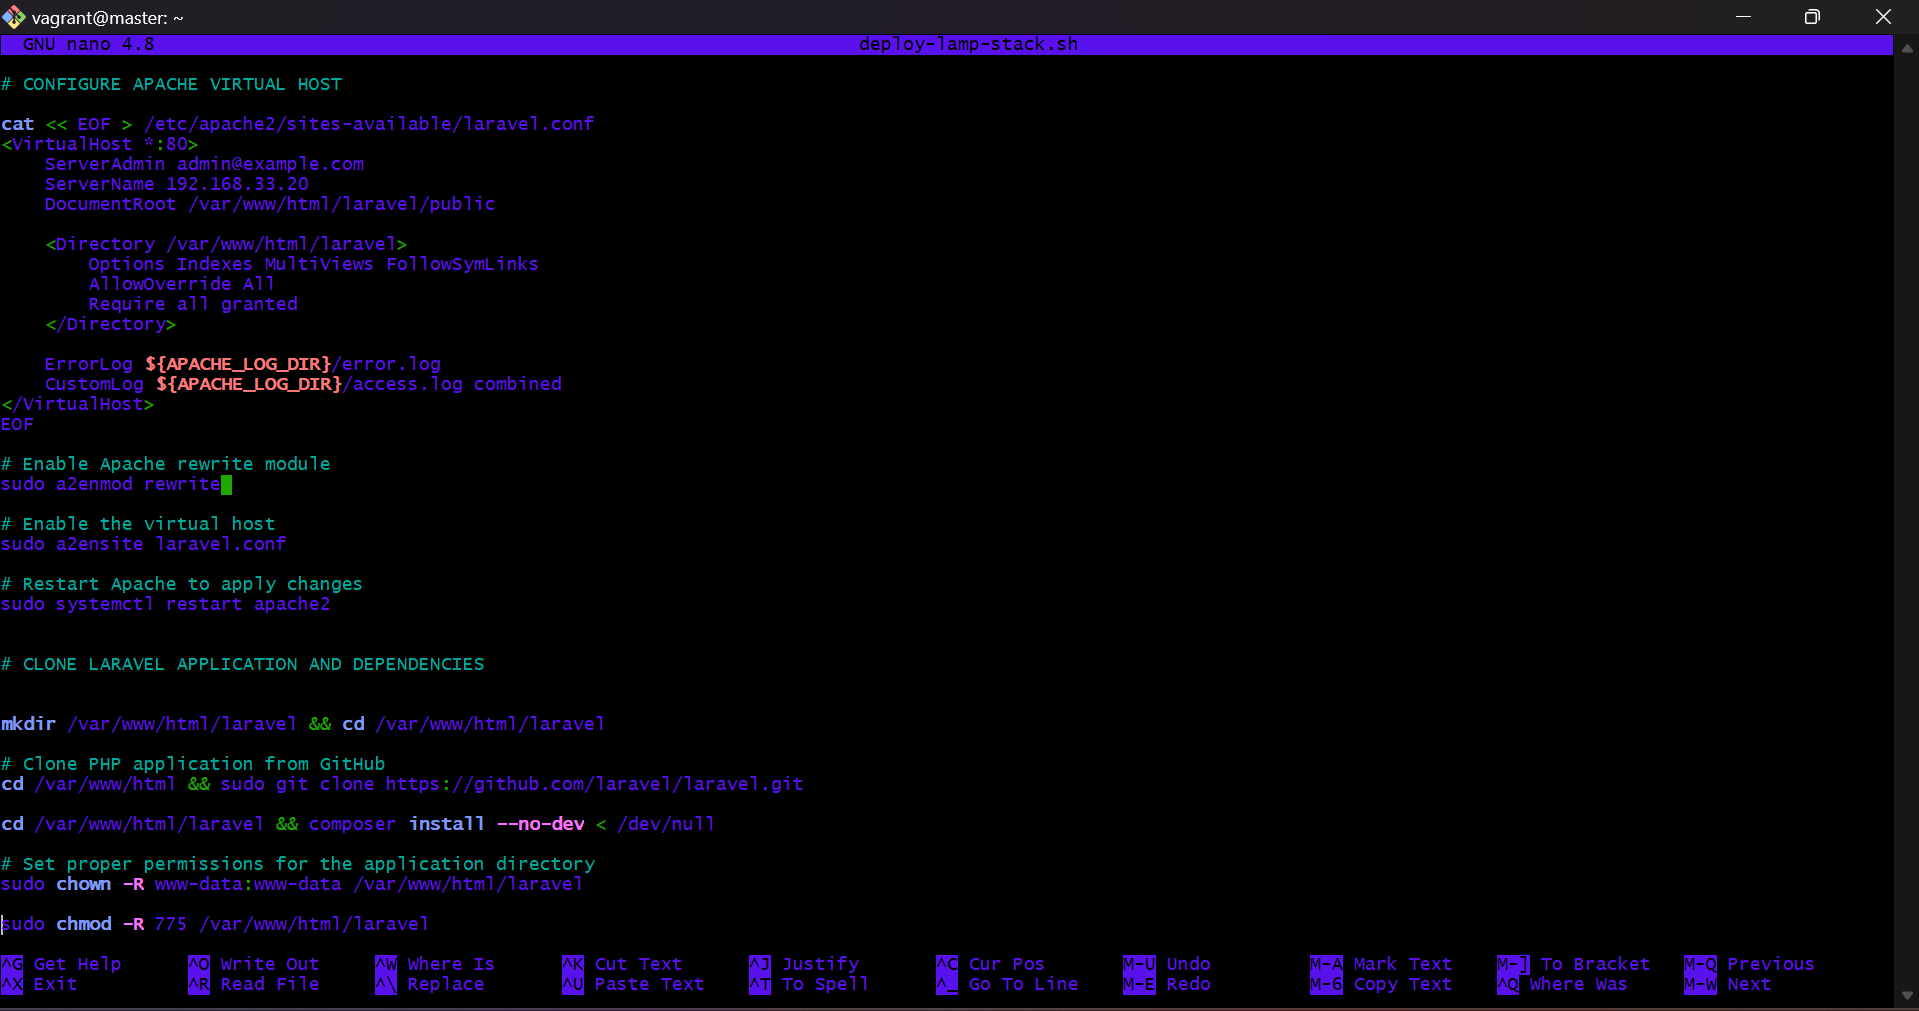 vagrant@master: ~
GNU nano 4.8 deploy-lamp-stack.sh
# CONFIGURE APACHE VIRTUAL HOST
cat << EOF > /etc/apache2/sites-available/laravel.conf
<VirtualHost *:80>
    ServerAdmin admin@example.com
    ServerName 192.168.33.20
    DocumentRoot /var/www/html/laravel/public
    <Directory /var/www/html/laravel>
        Options Indexes MultiViews FollowSymLinks
        AllowOverride All
        Require all granted
    </Directory>
    ErrorLog ${APACHE_LOG_DIR}/error.log
    CustomLog ${APACHE_LOG_DIR}/access.log combined
</VirtualHost>
EOF
# Enable Apache rewrite module
sudo a2enmod rewrite
# Enable the virtual host
sudo a2ensite laravel.conf
# Restart Apache to apply changes
sudo systemctl restart apache2
# CLONE LARAVEL APPLICATION AND DEPENDENCIES
mkdir /var/www/html/laravel && cd /var/www/html/laravel
# Clone PHP application from GitHub
cd /var/www/html && sudo git clone https://github.com/laravel/laravel.git
cd /var/www/html/laravel && composer install --no-dev < /dev/null
# Set proper permissions for the application directory
sudo chown -R www-data:www-data /var/www/html/laravel
sudo chmod -R 775 /var/www/html/laravel
^G Get Help ^O Write Out ^W Where Is ^K Cut Text ^J Justify ^C Cur Pos M-U Undo M-A Mark Text M-] To Bracket M-Q Previous
^X Exit ^R Read File ^\ Replace ^U Paste Text ^T To Spell ^_ Go To Line M-E Redo M-6 Copy Text ^Q Where Was M-W Next